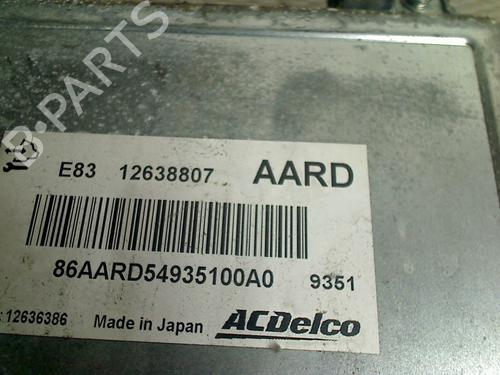 B-PARTS
E83 12638807 AARD
86AARD54935100A0 9351
: 12636386 Made in Japan ACDelco